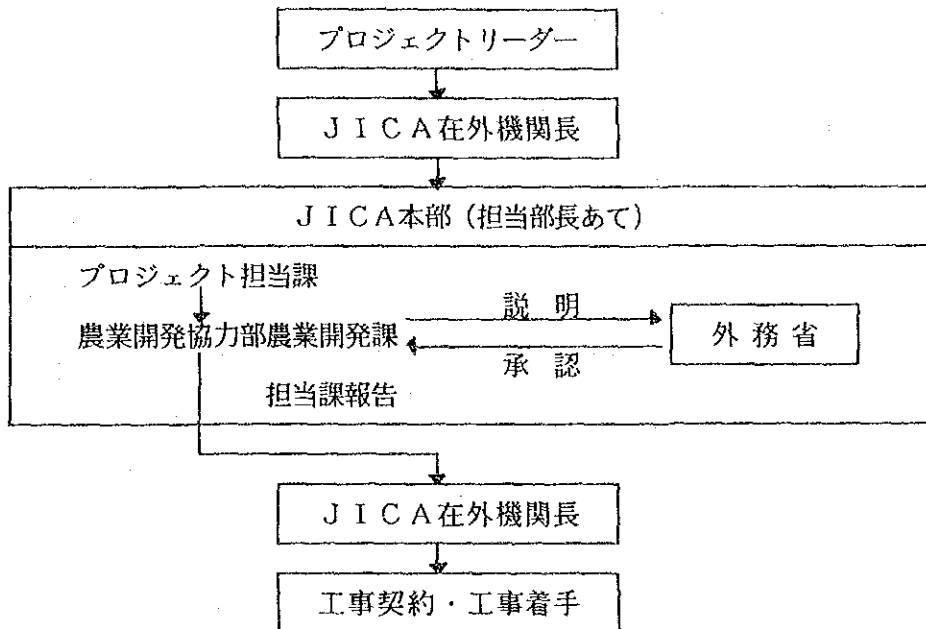 プロジェクトリーダー
ＪＩＣＡ在外機関長
ＪＩＣＡ本部（担当部長あて）
プロジェクト担当課
説 明
農業開発協力部農業開発課
外 務 省
承 認
担当課報告
ＪＩＣＡ在外機関長
工事契約・工事着手